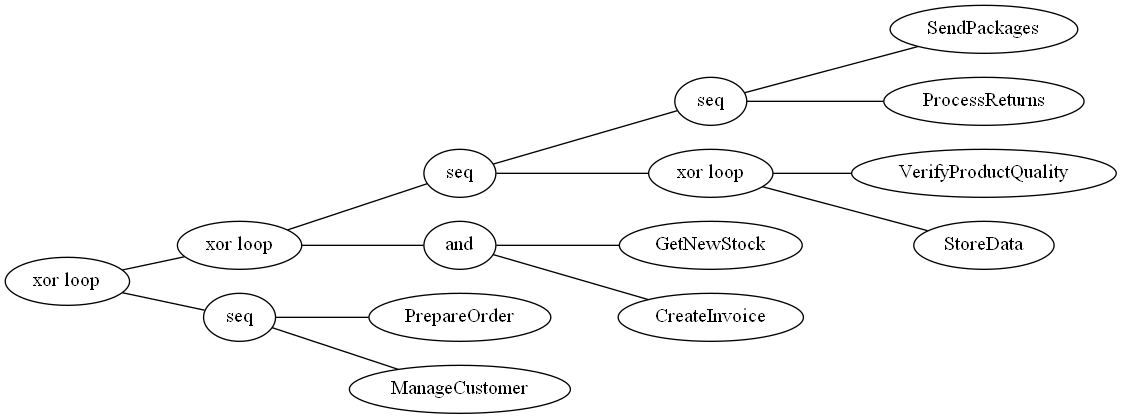 SendPackages
seq
ProcessReturns
seq
xor loop
VerifyProductQuality
xor loop
and
GetNewStock
StoreData
xor loop
seq
PrepareOrder
CreateInvoice
ManageCustomer